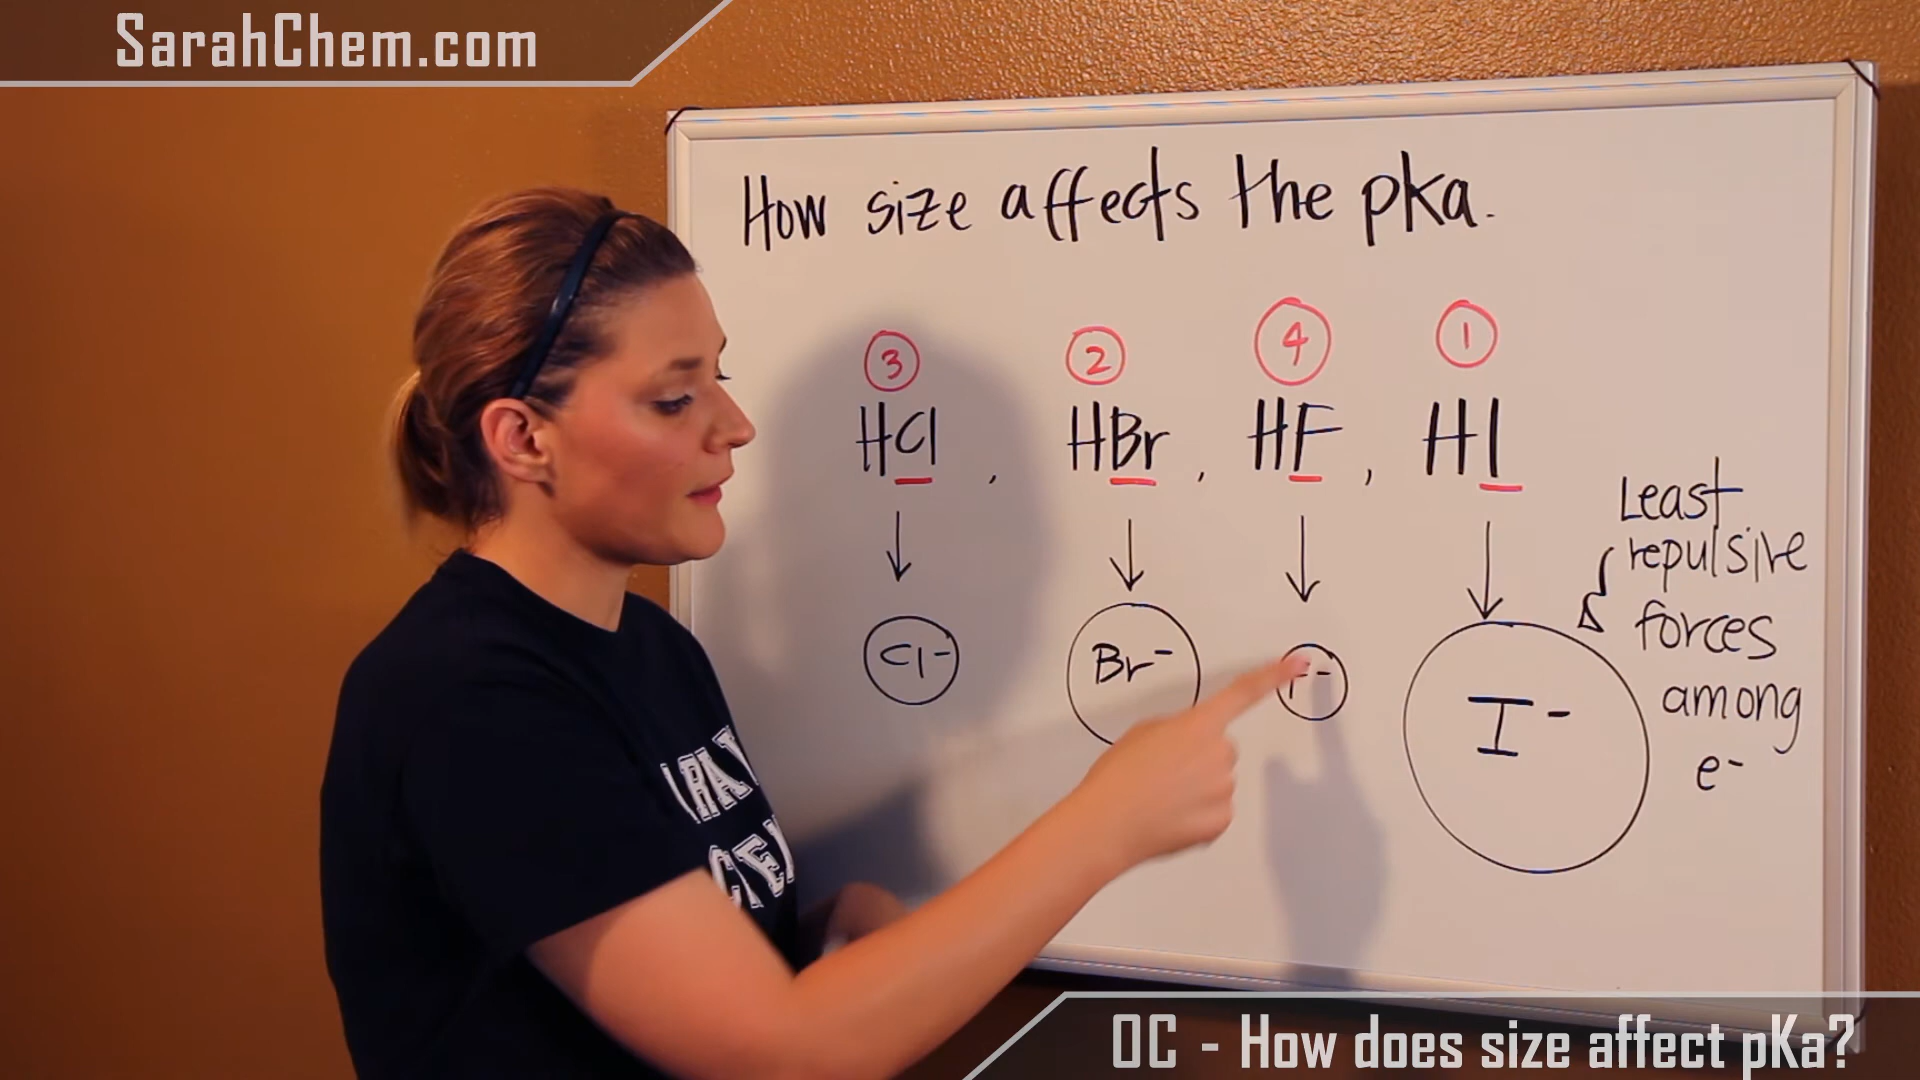 SarahChem.com
How size affects the pka.
3 2 4 1
HCl, HBr, HF, HI
Least
repulsive
forces
among
e-
Cl- Br- F- I-
OC - How does size affect pKa?